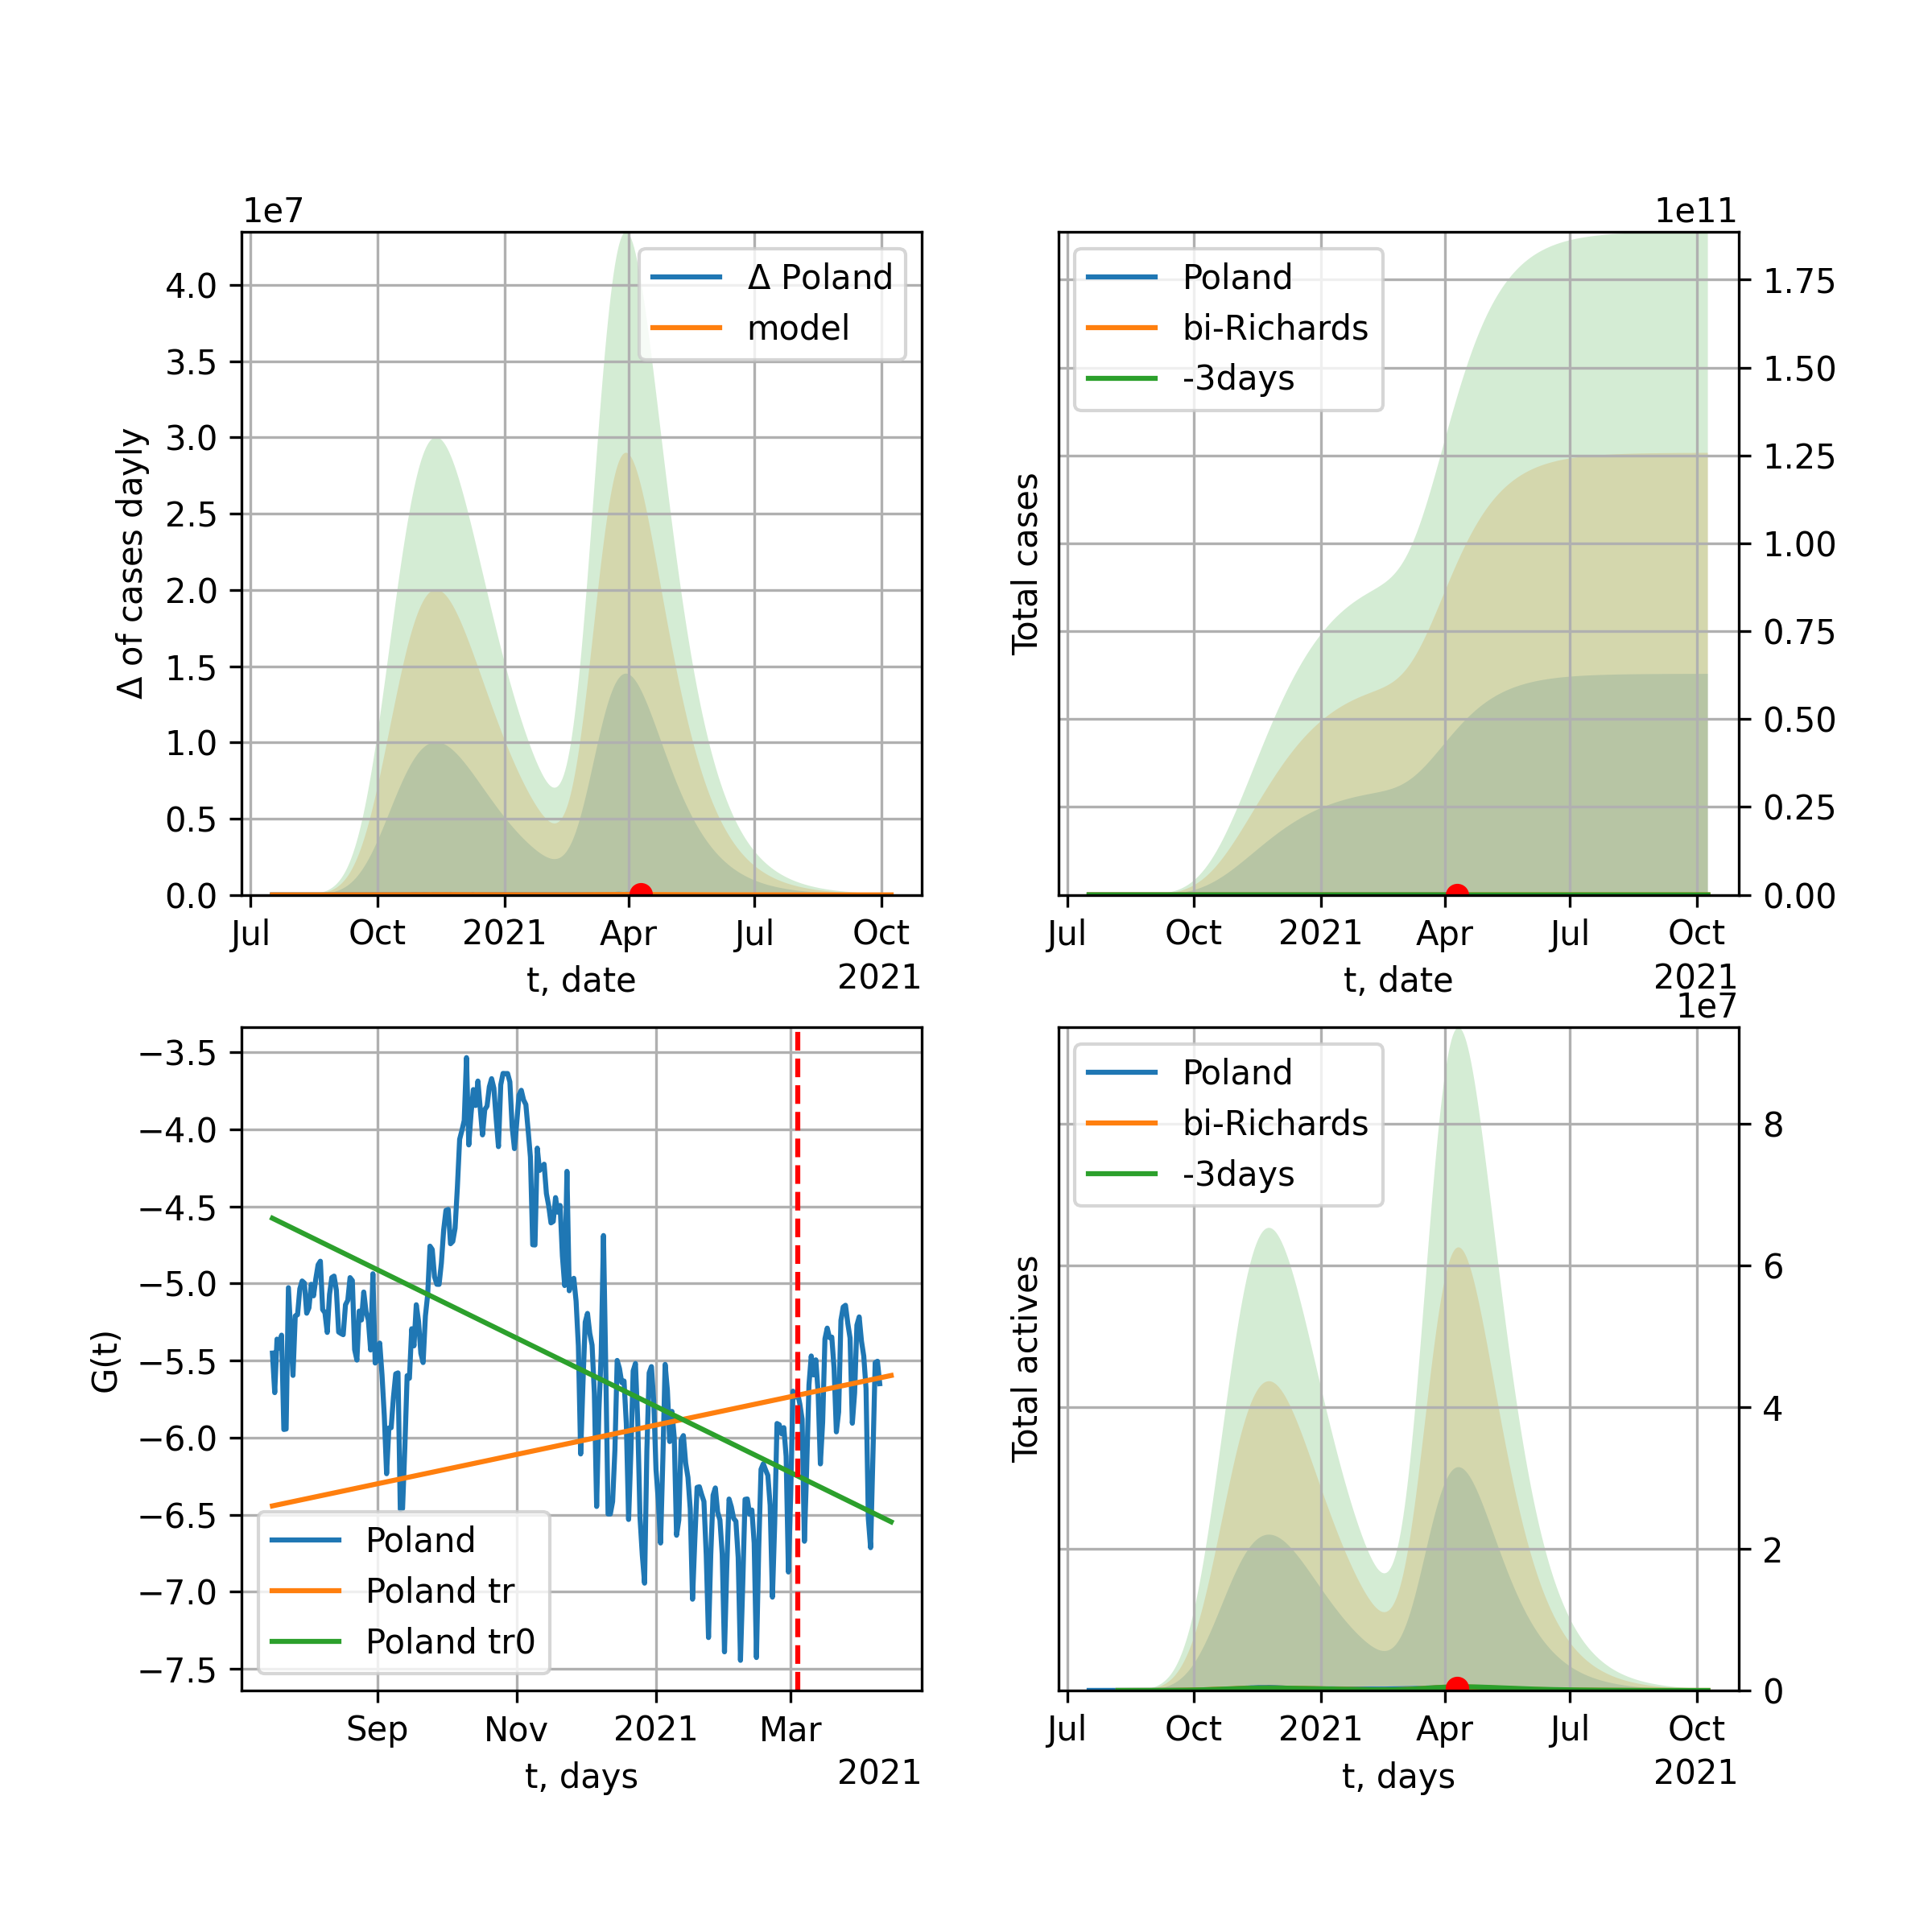 1e7
Δ of cases dayly
4.0
3.5
3.0
2.5
2.0
1.5
1.0
0.5
0.0
Δ Poland
model
Jul
Oct
2021
Apr
Jul
Oct
t, date
2021
1e11
Total cases
Poland
bi-Richards
-3days
1.75
1.50
1.25
1.00
0.75
0.50
0.25
0.00
Jul
Oct
2021
Apr
Jul
Oct
t, date
2021
G(t)
−3.5
−4.0
−4.5
−5.0
−5.5
−6.0
−6.5
−7.0
−7.5
Poland
Poland tr
Poland tr0
Sep
Nov
2021
Mar
t, days
2021
1e7
Total actives
Poland
bi-Richards
-3days
8
6
4
2
0
Jul
Oct
2021
Apr
Jul
Oct
t, days
2021